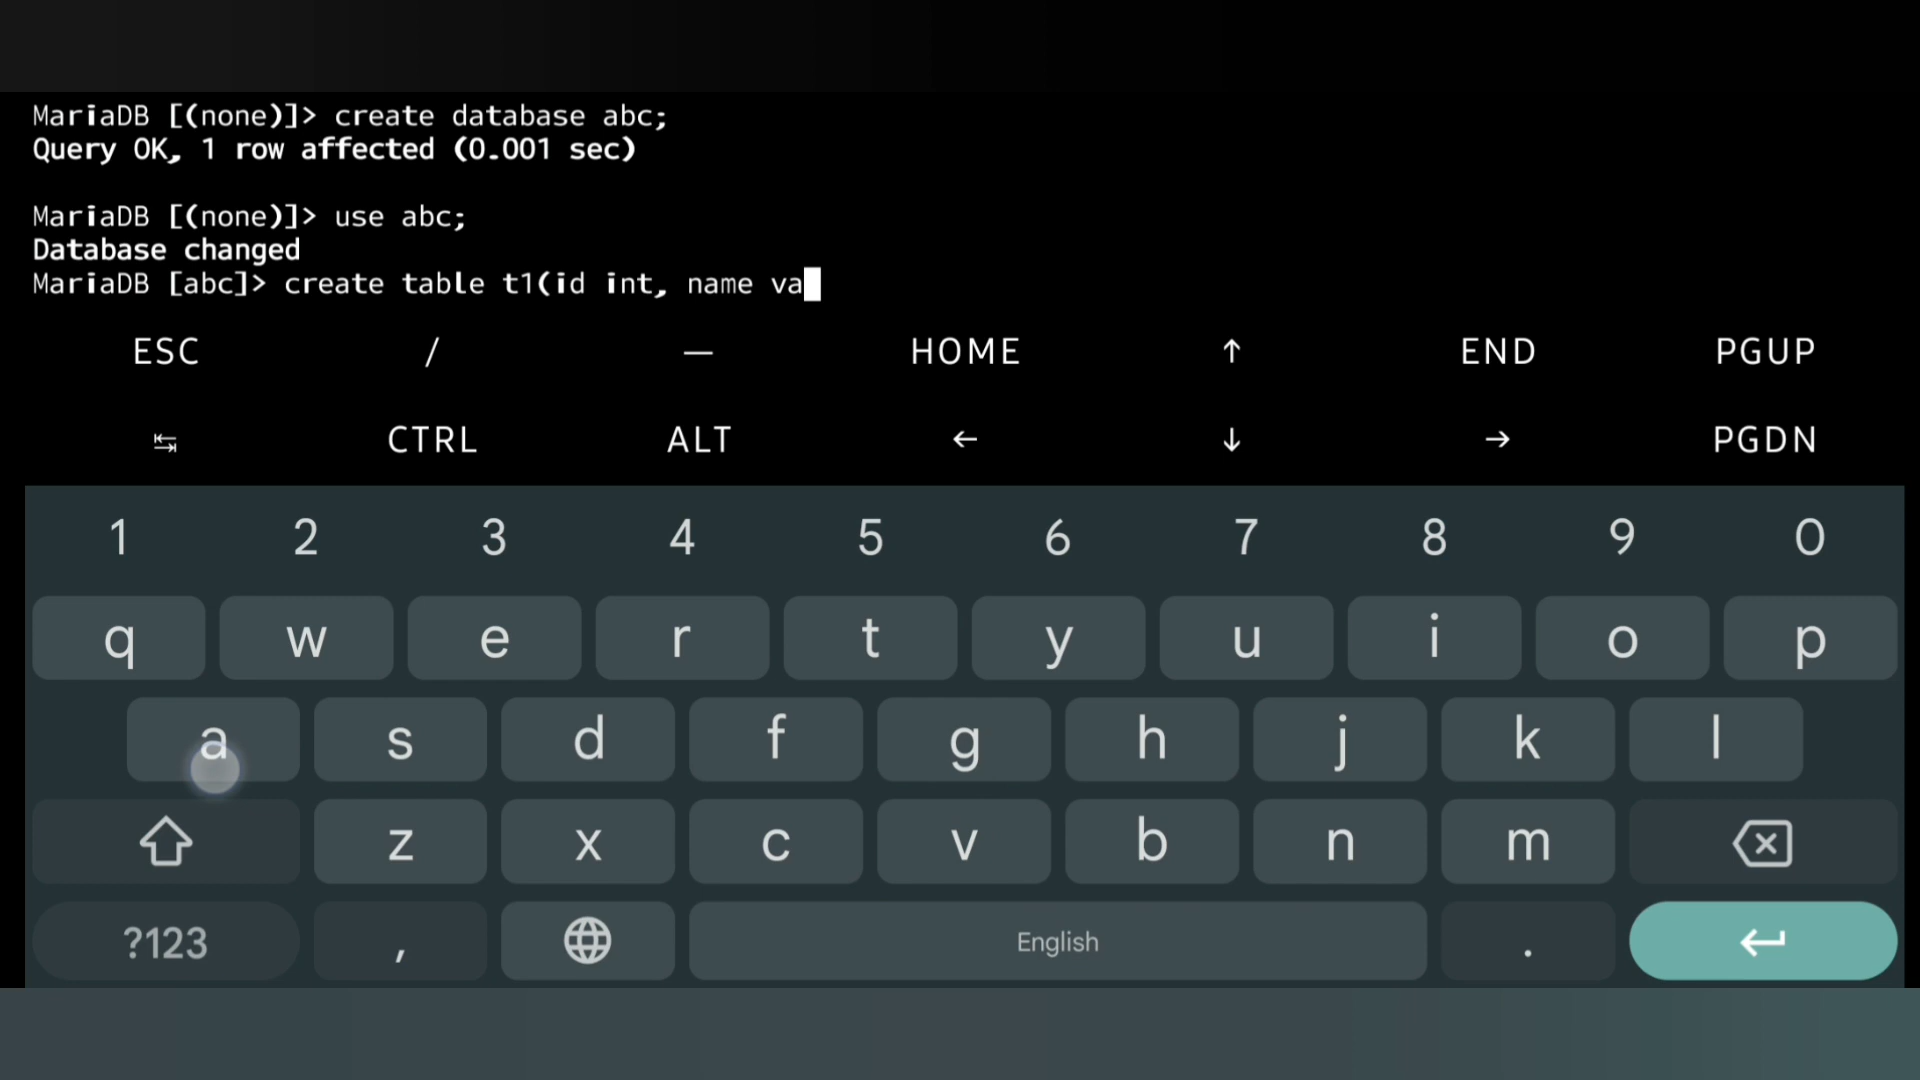 MariaDB [(none)]> create database abc;
Query OK, 1 row affected (0.001 sec)
MariaDB [(none)]> use abc;
Database changed
MariaDB [abc]> create table t1(id int, name va
ESC / — HOME ↑ END PGUP
↹ CTRL ALT ← ↓ → PGDN
1 2 3 4 5 6 7 8 9 0
q w e r t y u i o p
a s d f g h j k l
z x c v b n m
?123 , English .